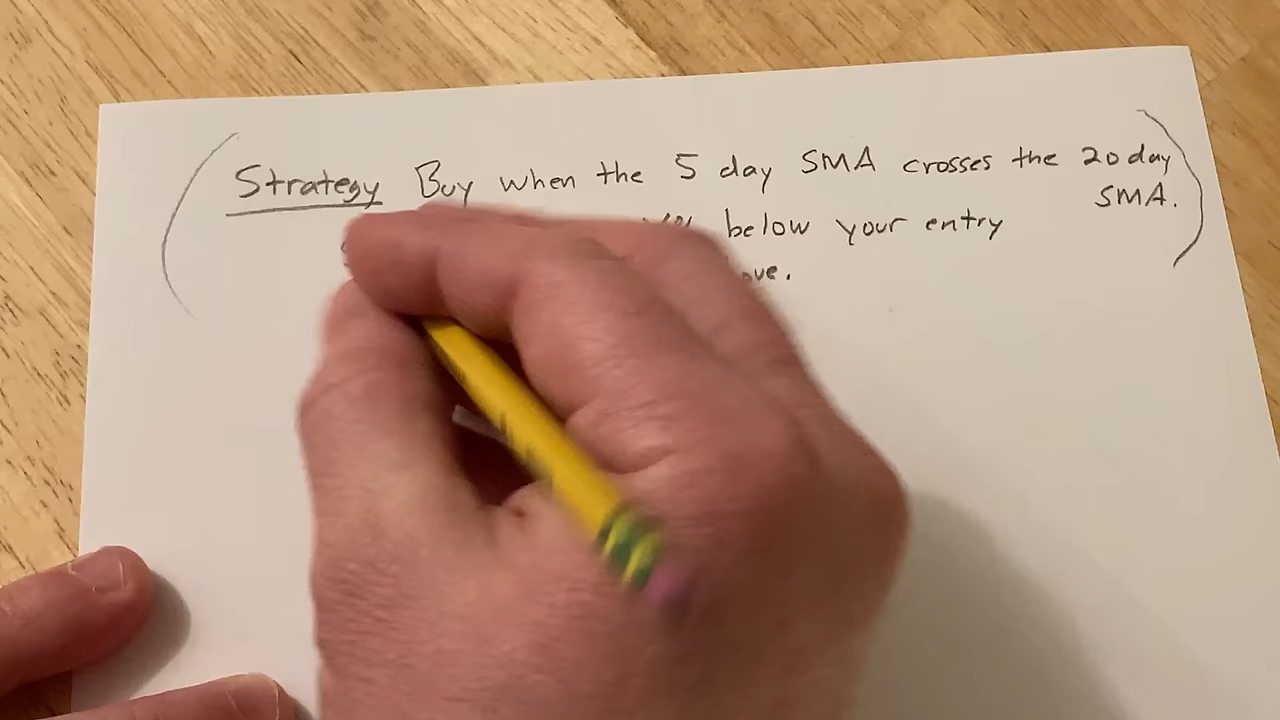 Strategy Buy when the 5 day SMA crosses the 20 day
SMA.
below your entry